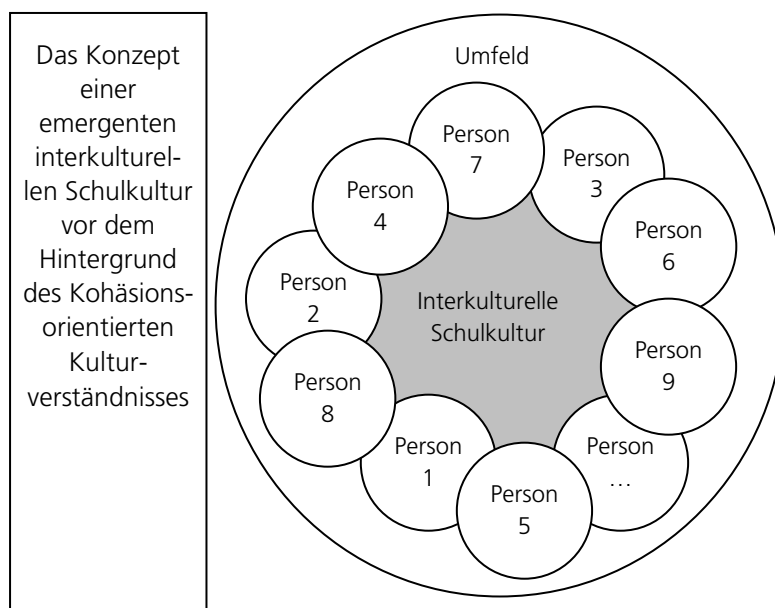 Das Konzept
einer
emergenten
interkulturel-
len Schulkultur
vor dem
Hintergrund
des Kohäsions-
orientierten
Kultur-
verständnisses
Umfeld
Person
7
Person
3
Person
4
Person
6
Person
2
Interkulturelle
Schulkultur
Person
9
Person
8
Person
1
Person
...
Person
5